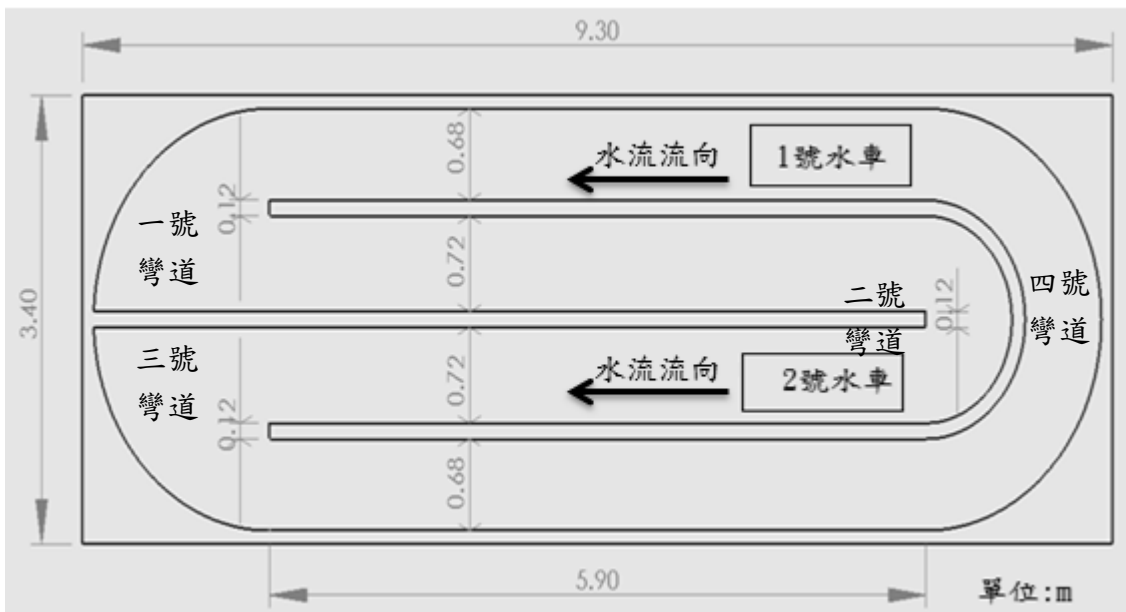 9.30
3.40
0.68
水流流向
1號水車
0.12
一號
彎道
0.72
二號
彎道
0.12
四號
彎道
三號
彎道
0.72
水流流向
2號水車
0.12
0.68
5.90
單位:m